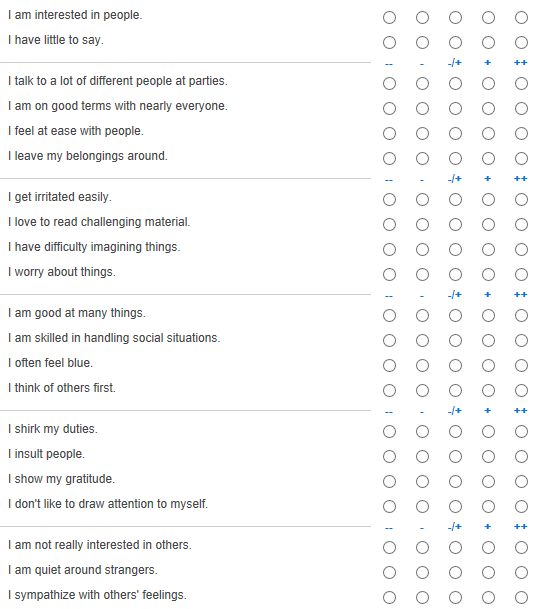 I am interested in people.
I have little to say.
-- - -/+ + ++
I talk to a lot of different people at parties.
I am on good terms with nearly everyone.
I feel at ease with people.
I leave my belongings around.
-- - -/+ + ++
I get irritated easily.
I love to read challenging material.
I have difficulty imagining things.
I worry about things.
-- - -/+ + ++
I am good at many things.
I am skilled in handling social situations.
I often feel blue.
I think of others first.
-- - -/+ + ++
I shirk my duties.
I insult people.
I show my gratitude.
I don't like to draw attention to myself.
-- - -/+ + ++
I am not really interested in others.
I am quiet around strangers.
I sympathize with others' feelings.